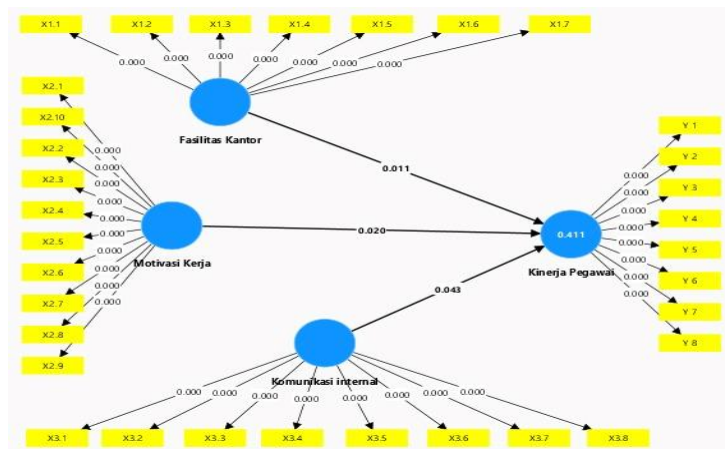 X1.1 X1.2 X1.3 X1.4 X1.5 X1.6 X1.7
0.000 0.000 0.000 0.000 0.000 0.000 0.000
Fasilitas Kantor
X2.1
X2.10
X2.2
X2.3
X2.4
X2.5
X2.6
X2.7
X2.8
X2.9
0.000
0.000
0.000
0.000
0.000
0.000
0.000
0.000
0.000
0.000
Motivasi Kerja
0.011
0.020
0.043
0.411
Kinerja Pegawai
0.000
0.000
0.000
0.000
0.000
0.000
0.000
0.000
Y 1
Y 2
Y 3
Y 4
Y 5
Y 6
Y 7
Y 8
Komunikasi internal
0.000 0.000 0.000 0.000 0.000 0.000 0.000 0.000
X3.1 X3.2 X3.3 X3.4 X3.5 X3.6 X3.7 X3.8